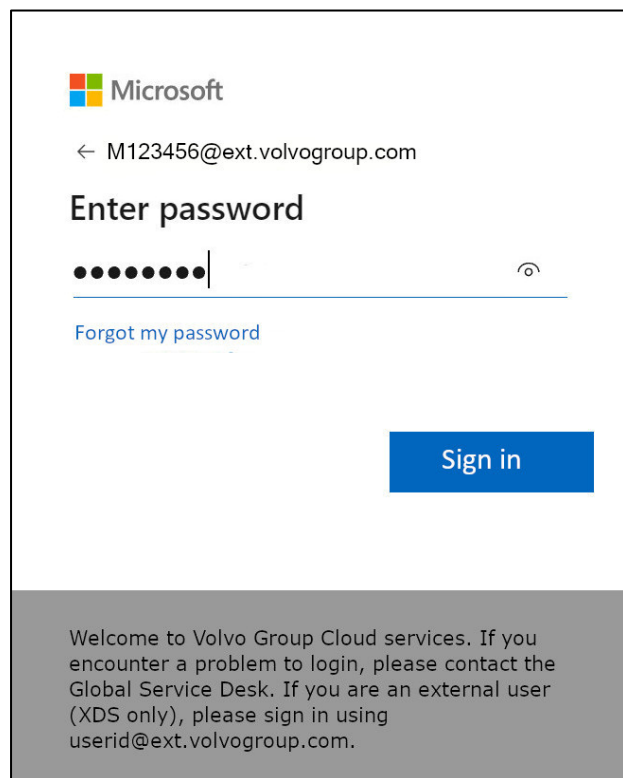 Microsoft
← M123456@ext.volvogroup.com
Enter password
●●●●●●●●
Forgot my password
Sign in
Welcome to Volvo Group Cloud services. If you
encounter a problem to login, please contact the
Global Service Desk. If you are an external user
(XDS only), please sign in using
userid@ext.volvogroup.com.